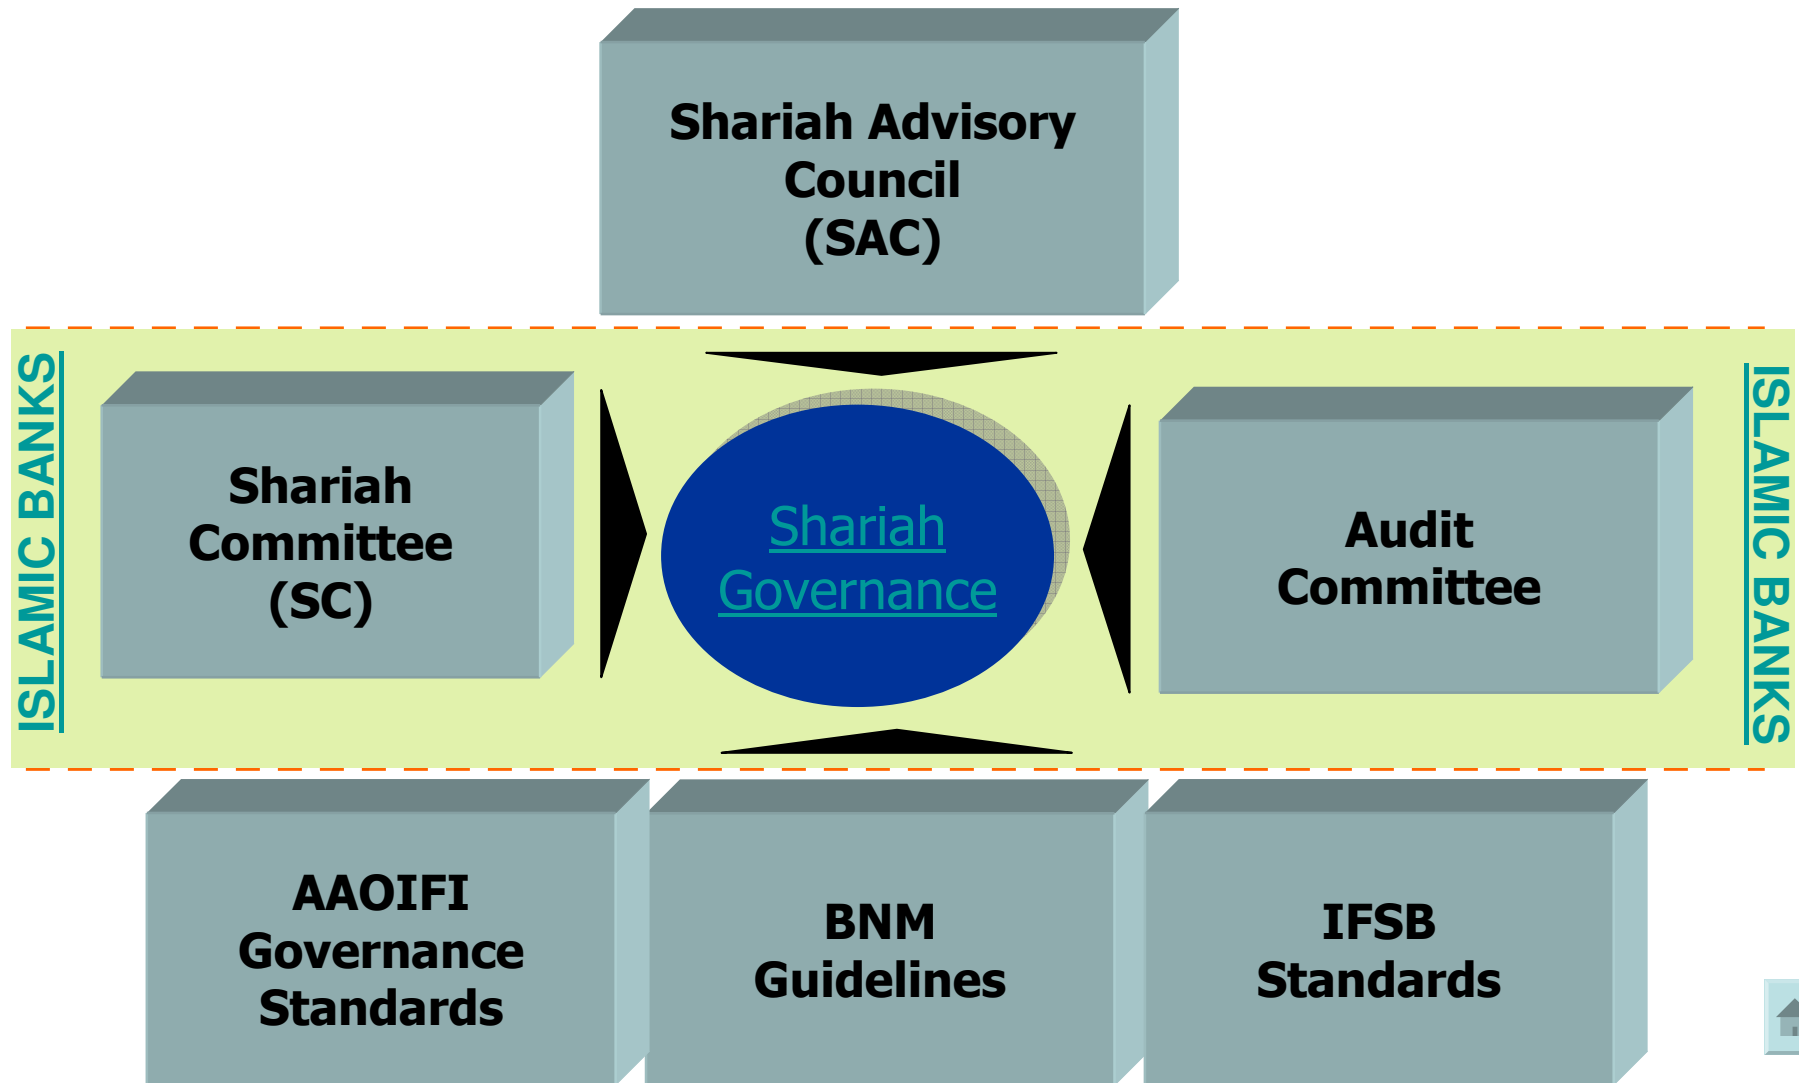 Shariah Advisory
Council
(SAC)
ISLAMIC BANKS
Shariah
Committee
(SC)
Shariah
Governance
Audit
Committee
ISLAMIC BANKS
AAOIFI
Governance
Standards
BNM
Guidelines
IFSB
Standards